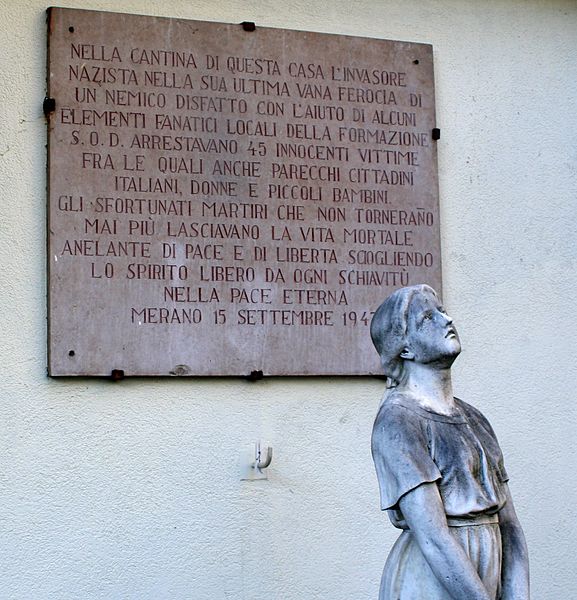 NELLA CANTINA DI QUESTA CASA L'INVASORE
NAZISTA NELLA SUA ULTIMA VANA FEROCIA DI
UN NEMICO DISFATTO CON L'AIUTO DI ALCUNI
ELEMENTI FANATICI LOCALI DELLA FORMAZIONE
S.O.D. ARRESTAVANO 45 INNOCENTI VITTIME
FRA LE QUALI ANCHE PARECCHI CITTADINI
ITALIANI, DONNE E PICCOLI BAMBINI.
GLI SFORTUNATI MARTIRI CHE NON TORNERANO
MAI PIÙ LASCIAVANO LA VITA MORTALE
ANELANTE DI PACE E DI LIBERTA SCIOGLIENDO
LO SPIRITO LIBERO DA OGNI SCHIAVITÙ
NELLA PACE ETERNA
MERANO 15 SETTEMBRE